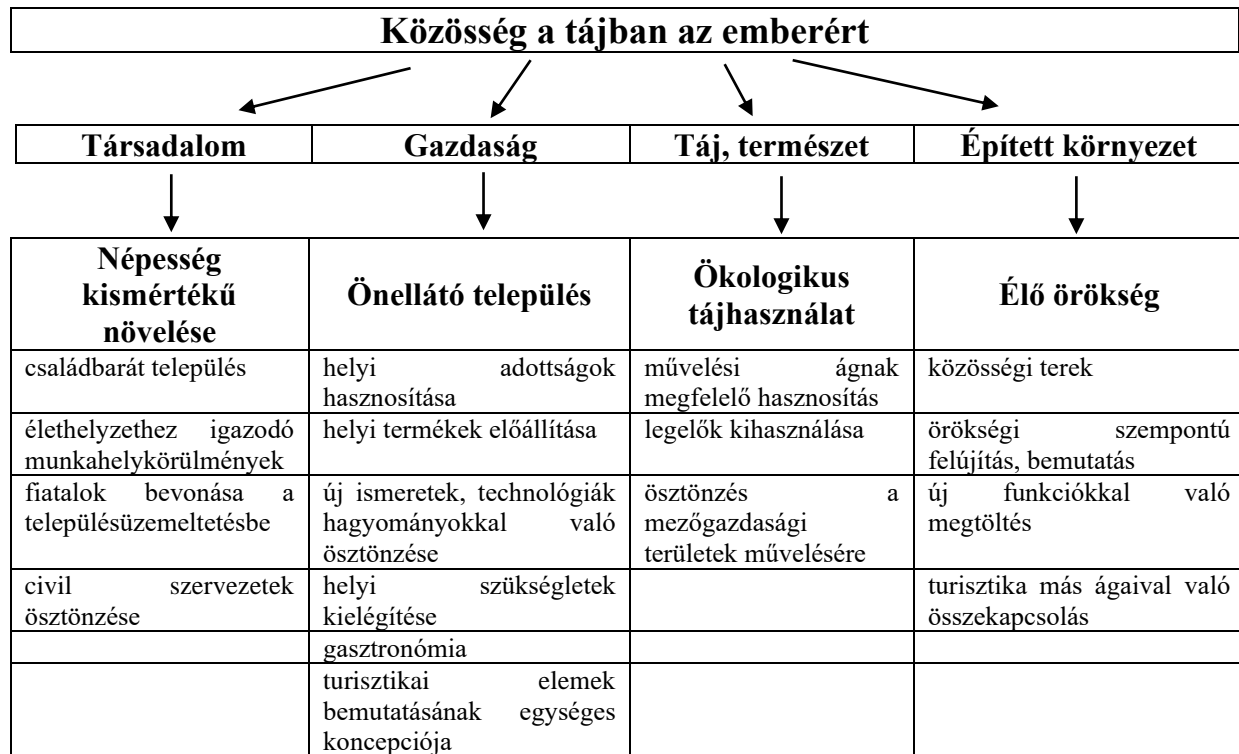 Közösség a tájban az emberért
Társadalom
Gazdaság
Táj, természet
Épített környezet
Népesség
kismértékű
növelése
Önellátó település
Ökologikus
tájhasználat
Élő örökség
családbarát település
helyi adottságok
hasznosítása
művelési ágnak
megfelelő hasznosítás
közösségi terek
élethelyzethez igazodó
munkahelykörülmények
helyi termékek előállítása
legelők kihasználása
örökségi szempontú
felújítás, bemutatás
fiatalok bevonása a
településüzemeltetésbe
új ismeretek, technológiák
hagyományokkal való
ösztönzése
ösztönzés a
mezőgazdasági
területek művelésére
új funkciókkal való
megtöltés
civil szervezetek
ösztönzése
helyi szükségletek
kielégítése
turisztika más ágaival való
összekapcsolás
gasztronómia
turisztikai elemek
bemutatásának egységes
koncepciója